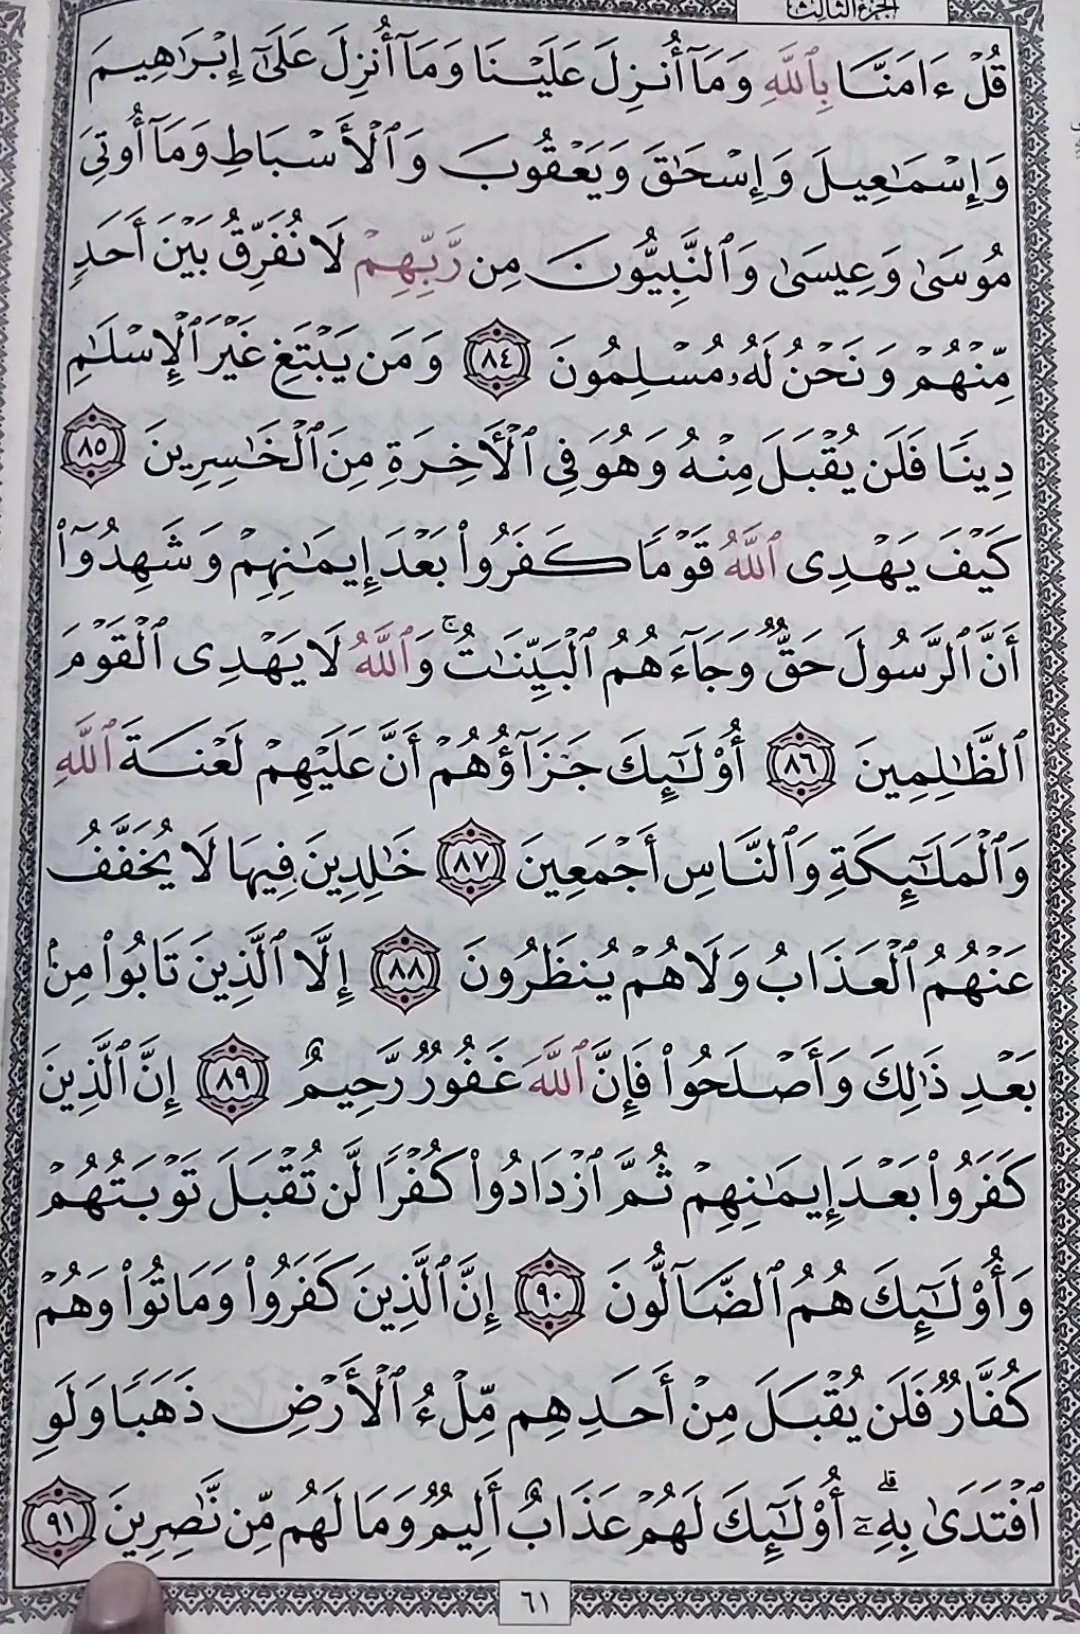 الجزء الثالث
قُلْ ءَامَنَّا بِٱللَّهِ وَمَآ أُنزِلَ عَلَيْنَا وَمَآ أُنزِلَ عَلَىٰٓ إِبْرَٰهِيمَ
وَإِسْمَٰعِيلَ وَإِسْحَٰقَ وَيَعْقُوبَ وَٱلْأَسْبَاطِ وَمَآ أُوتِىَ
مُوسَىٰ وَعِيسَىٰ وَٱلنَّبِيُّونَ مِن رَّبِّهِمْ لَا نُفَرِّقُ بَيْنَ أَحَدٍ
مِّنْهُمْ وَنَحْنُ لَهُۥ مُسْلِمُونَ ٨٤ وَمَن يَبْتَغِ غَيْرَ ٱلْإِسْلَٰمِ
دِينًا فَلَن يُقْبَلَ مِنْهُ وَهُوَ فِى ٱلْأَخِرَةِ مِنَ ٱلْخَٰسِرِينَ ٨٥
كَيْفَ يَهْدِى ٱللَّهُ قَوْمًا كَفَرُوا۟ بَعْدَ إِيمَٰنِهِمْ وَشَهِدُوٓا۟
أَنَّ ٱلرَّسُولَ حَقٌّ وَجَآءَهُمُ ٱلْبَيِّنَٰتُ ۚ وَٱللَّهُ لَا يَهْدِى ٱلْقَوْمَ
ٱلظَّٰلِمِينَ ٨٦ أُو۟لَٰٓئِكَ جَزَآؤُهُمْ أَنَّ عَلَيْهِمْ لَعْنَةَ ٱللَّهِ
وَٱلْمَلَٰٓئِكَةِ وَٱلنَّاسِ أَجْمَعِينَ ٨٧ خَٰلِدِينَ فِيهَا لَا يُخَفَّفُ
عَنْهُمُ ٱلْعَذَابُ وَلَا هُمْ يُنظَرُونَ ٨٨ إِلَّا ٱلَّذِينَ تَابُوا۟ مِنۢ
بَعْدِ ذَٰلِكَ وَأَصْلَحُوا۟ فَإِنَّ ٱللَّهَ غَفُورٌ رَّحِيمٌ ٨٩ إِنَّ ٱلَّذِينَ
كَفَرُوا۟ بَعْدَ إِيمَٰنِهِمْ ثُمَّ ٱزْدَادُوا۟ كُفْرًا لَّن تُقْبَلَ تَوْبَتُهُمْ
وَأُو۟لَٰٓئِكَ هُمُ ٱلضَّآلُّونَ ٩٠ إِنَّ ٱلَّذِينَ كَفَرُوا۟ وَمَاتُوا۟ وَهُمْ
كُفَّارٌ فَلَن يُقْبَلَ مِنْ أَحَدِهِم مِّلْءُ ٱلْأَرْضِ ذَهَبًا وَلَوِ
ٱفْتَدَىٰ بِهِۦٓ ۗ أُو۟لَٰٓئِكَ لَهُمْ عَذَابٌ أَلِيمٌ وَمَا لَهُم مِّن نَّٰصِرِينَ ٩١
٦١